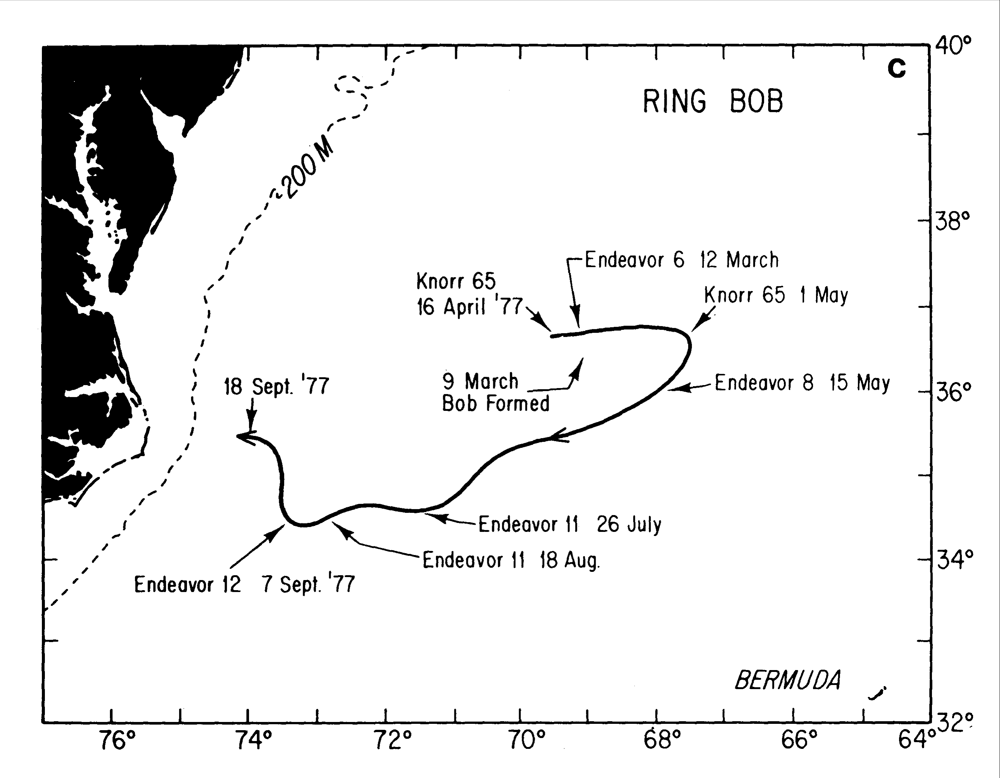 40°
C
RING BOB
~200 M
38°
Endeavor 6 12 March
Knorr 65
16 April '77
Knorr 65 1 May
9 March
Bob Formed
18 Sept. '77
Endeavor 8 15 May
36°
Endeavor 11 26 July
Endeavor 11 18 Aug.
34°
Endeavor 12 7 Sept. '77
BERMUDA
32°
76° 74° 72° 70° 68° 66° 64°